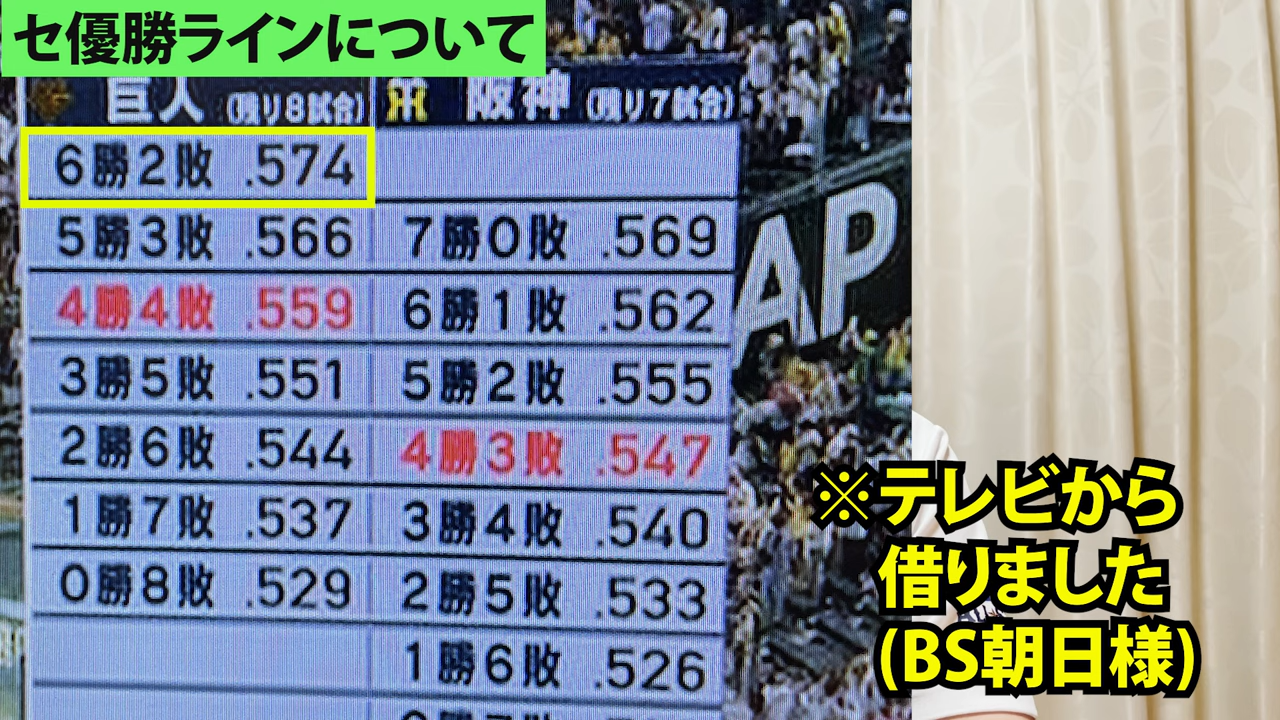 セ優勝ラインについて
巨人 (残り8試合) 阪神 (残り7試合)
6勝2敗 .574
5勝3敗 .566 7勝0敗 .569
4勝4敗 .559 6勝1敗 .562
3勝5敗 .551 5勝2敗 .555
2勝6敗 .544 4勝3敗 .547
1勝7敗 .537 3勝4敗 .540
0勝8敗 .529 2勝5敗 .533
1勝6敗 .526
AP
※テレビから
借りました
(BS朝日様)